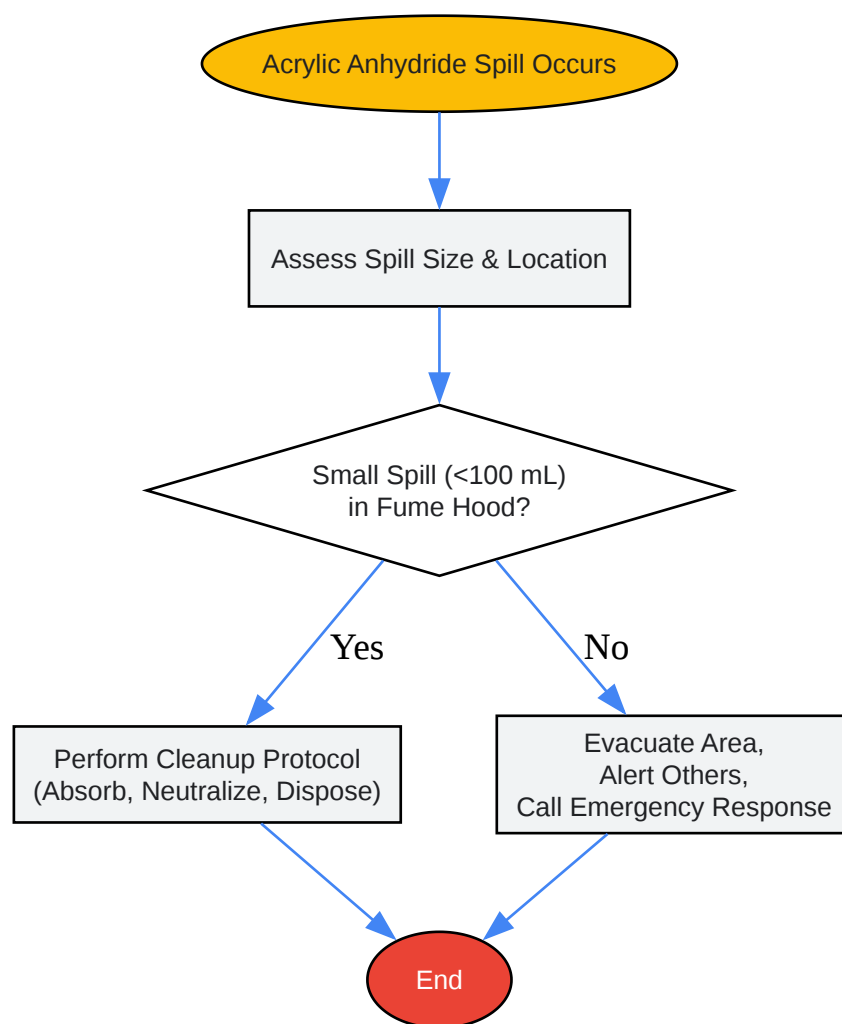 Acrylic Anhydride Spill Occurs
Assess Spill Size & Location
Small Spill (<100 mL)
in Fume Hood?
Yes
No
Perform Cleanup Protocol
(Absorb, Neutralize, Dispose)
Evacuate Area,
Alert Others,
Call Emergency Response
End